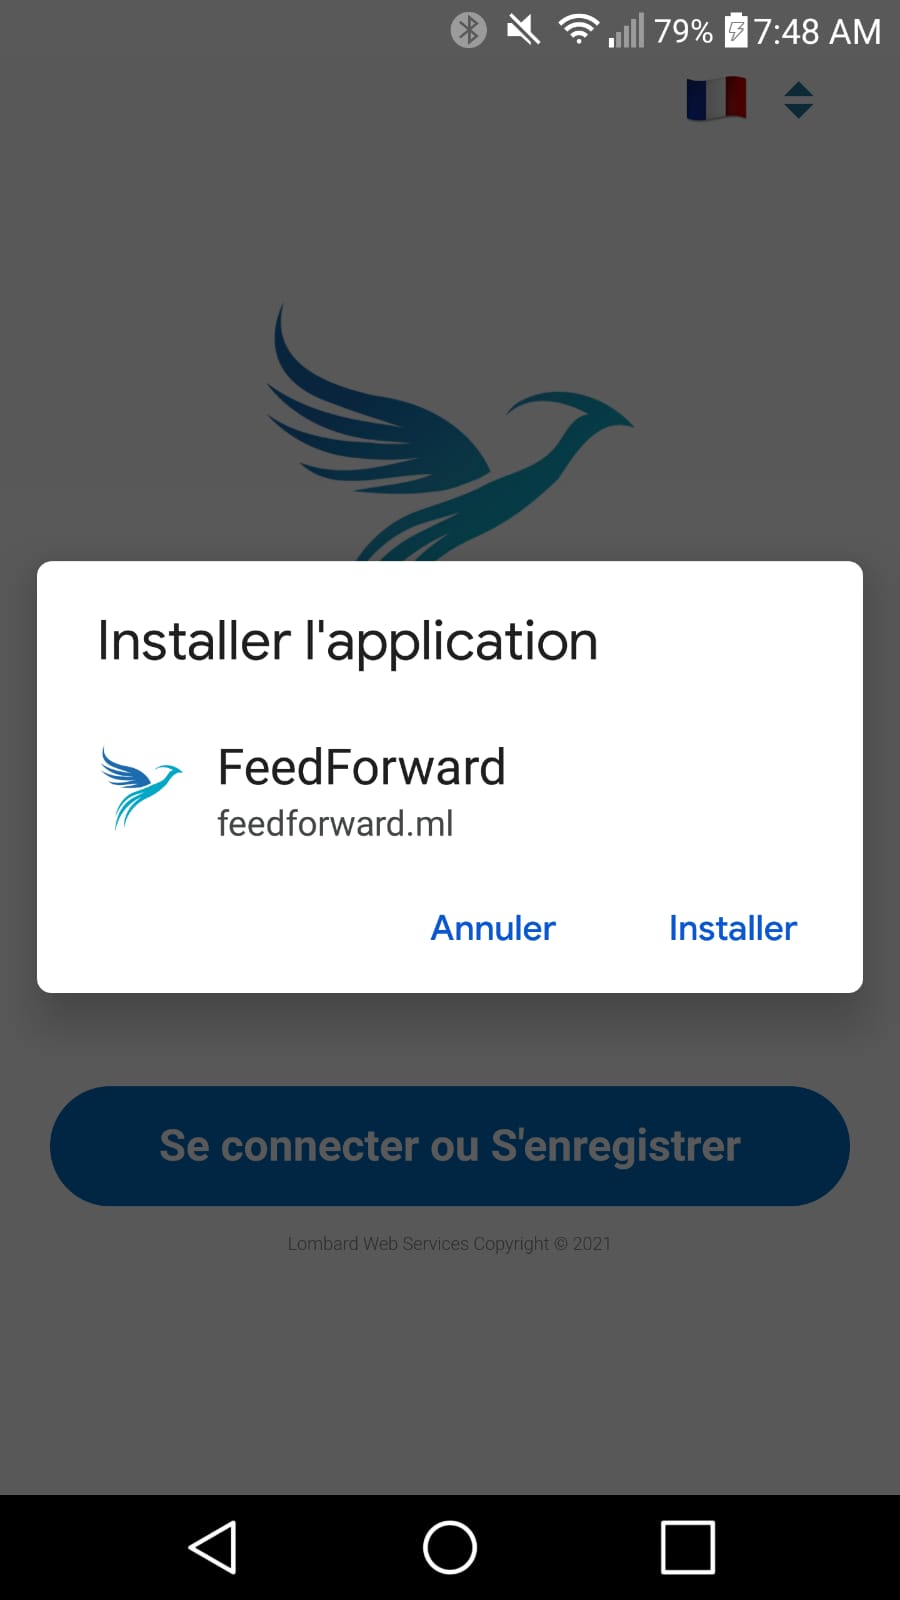 79% 7:48 AM
Installer l'application
FeedForward
feedforward.ml
Annuler Installer
Se connecter ou S'enregistrer
Lombard Web Services Copyright © 2021